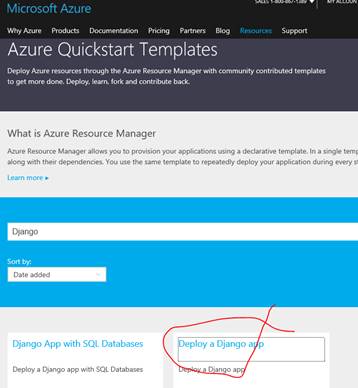 Microsoft Azure
SALES 1-800-867-1389
MY ACCOUN
Why Azure Products Documentation Pricing Partners Blog Resources Support
Azure Quickstart Templates
Deploy Azure resources through the Azure Resource Manager with community contributed templates
to get more done. Deploy, learn, fork and contribute back.
What is Azure Resource Manager
Azure Resource Manager allows you to provision your applications using a declarative template. In a single temp
along with their dependencies. You use the same template to repeatedly deploy your application during every st
Learn more
Django
Sort by:
Date added
Django App with SQL Databases
Deploy a Django app
Deploy a Django app with SQL Databases
Deploy a Django app